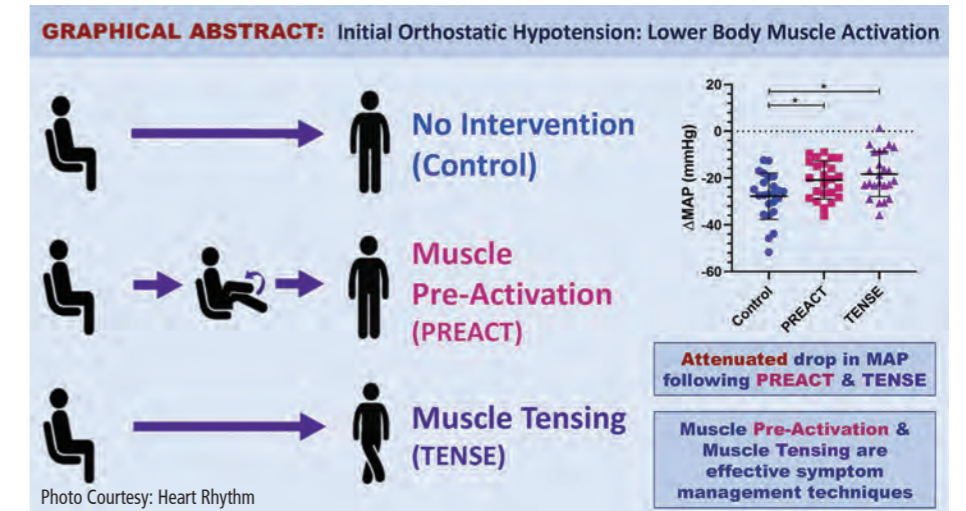 GRAPHICAL ABSTRACT: Initial Orthostatic Hypotension: Lower Body Muscle Activation
No Intervention
(Control)
Muscle
Pre-Activation
(PREACT)
Muscle Tensing
(TENSE)
Photo Courtesy: Heart Rhythm
ΔMAP (mmHg)
20
0
-20
-40
-60
*
*
Control
PREACT
TENSE
Attenuated drop in MAP
following PREACT & TENSE
Muscle Pre-Activation &
Muscle Tensing are
effective symptom
management techniques